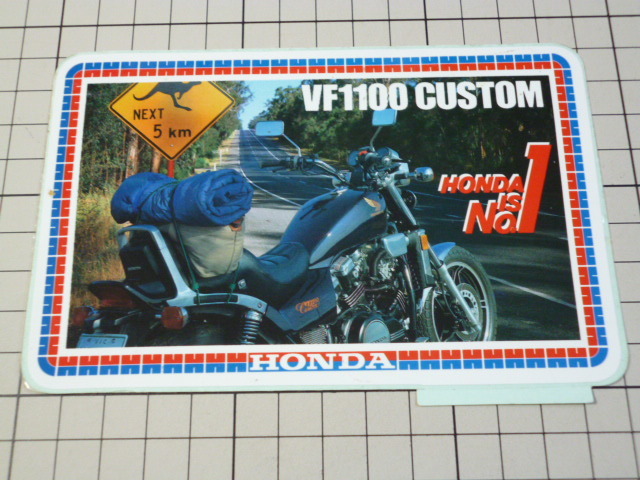 NEXT
5 km
VF1100 CUSTOM
HONDA
IS
No.1
HONDA